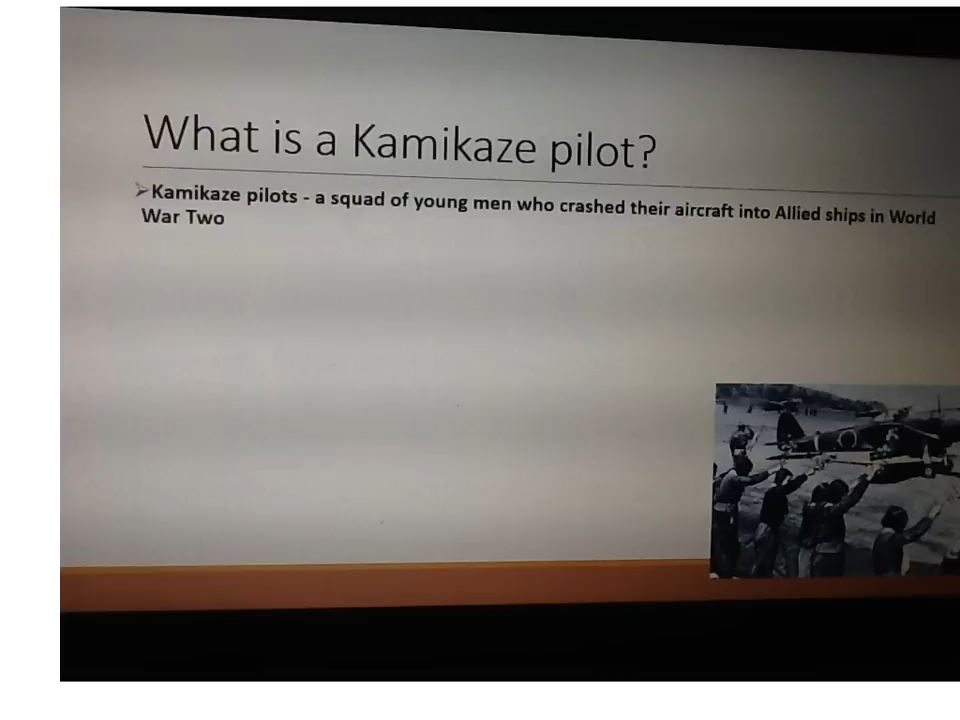 What is a Kamikaze pilot?
Kamikaze pilots - a squad of young men who crashed their aircraft into Allied ships in World
War Two